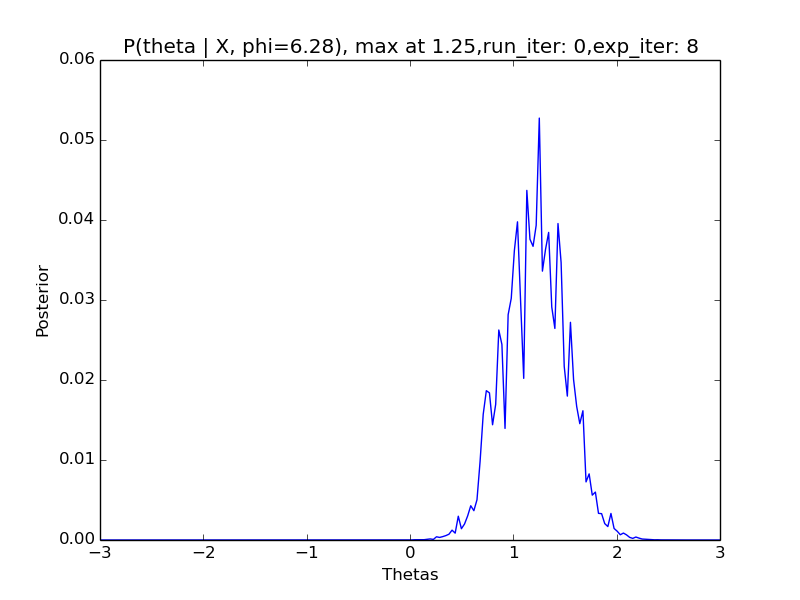 P(theta | X, phi=6.28), max at 1.25,run_iter: 0,exp_iter: 8
0.06
0.05
0.04
0.03
0.02
0.01
0.00
Posterior
−3 −2 −1 0 1 2 3
Thetas